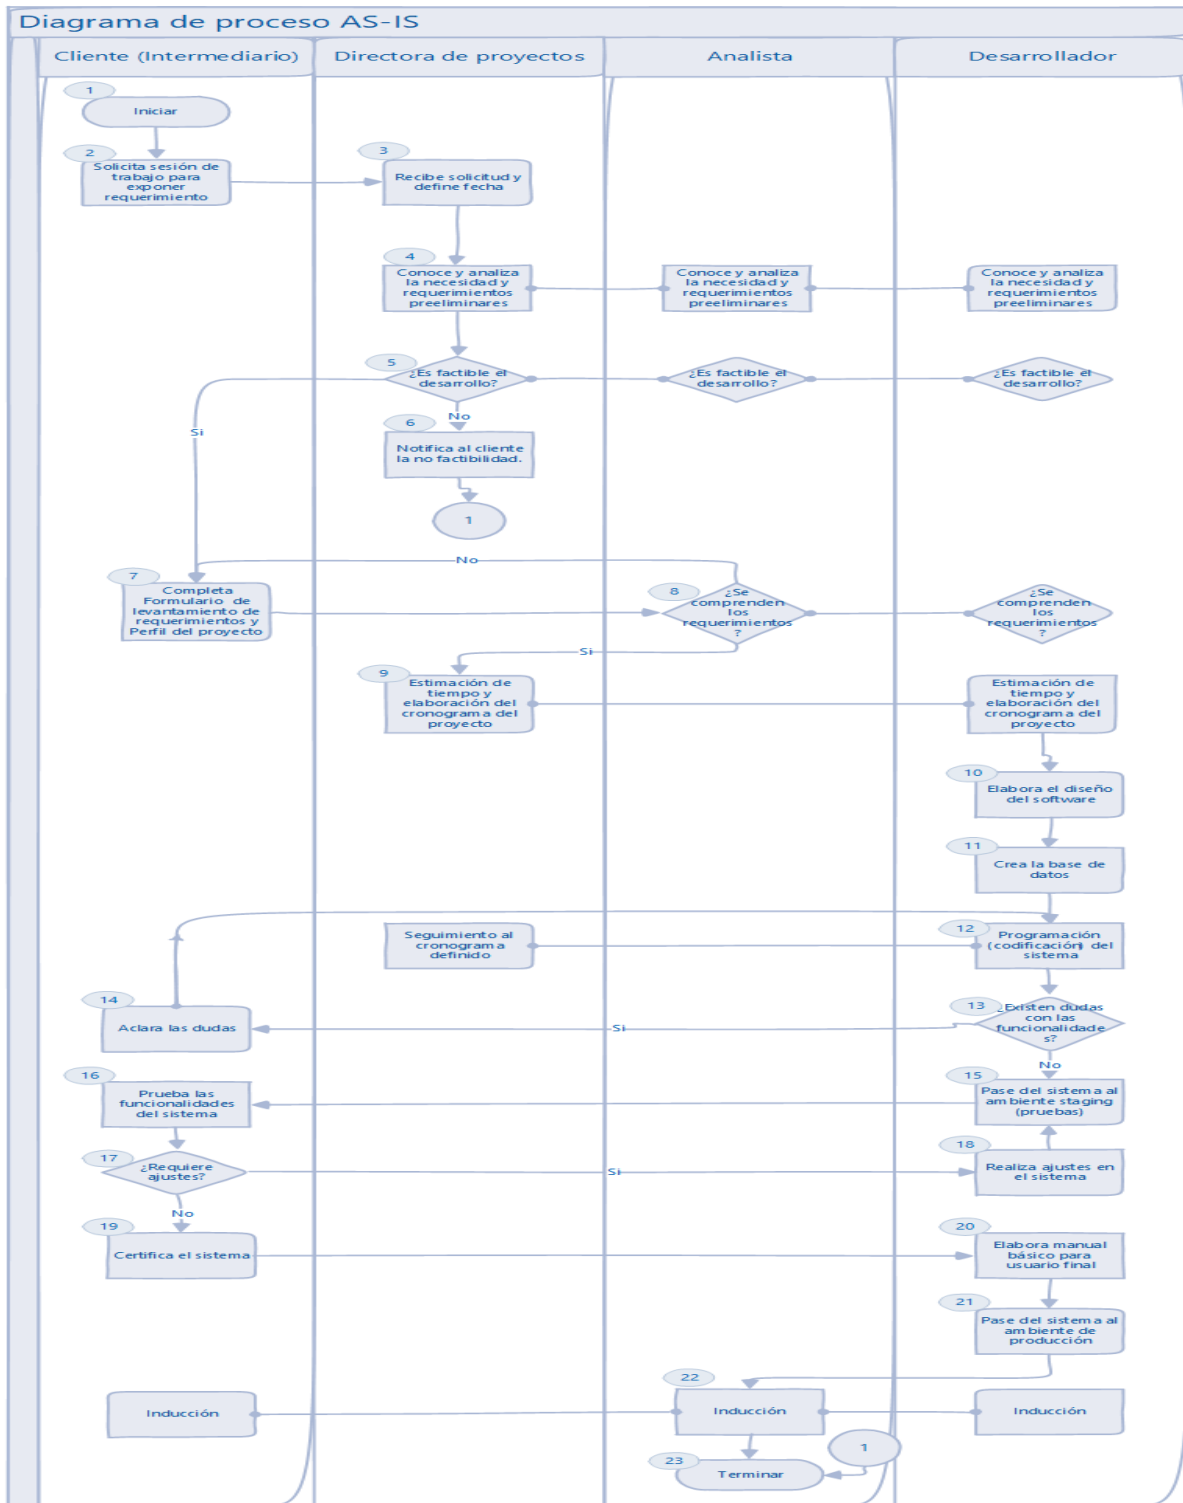 Diagrama de proceso AS-IS
Cliente (Intermediario)
Directora de proyectos
Analista
Desarrollador
1
Iniciar
2
Solicita sesión de
trabajo para
exponer
requerimiento
3
Recibe solicitud y
define fecha
4
Conoce y analiza
la necesidad y
requerimientos
preeliminares
Conoce y analiza
la necesidad y
requerimientos
preeliminares
Conoce y analiza
la necesidad y
requerimientos
preeliminares
5
¿Es factible el
desarrollo?
¿Es factible el
desarrollo?
¿Es factible el
desarrollo?
Si
No
6
Notifica al cliente
la no factibilidad.
1
No
7
Completa
Formulario de
levantamiento de
requerimientos y
Perfil del proyecto
8
¿Se
comprenden
los
requerimientos
?
¿Se
comprenden
los
requerimientos
?
Si
9
Estimación de
tiempo y
elaboración del
cronograma del
proyecto
Estimación de
tiempo y
elaboración del
cronograma del
proyecto
10
Elabora el diseño
del software
11
Crea la base de
datos
Seguimiento al
cronograma
definido
12
Programación
(codificación) del
sistema
14
Aclara las dudas
Si
13
¿Existen dudas
con las
funcionalidade
s?
No
16
Prueba las
funcionalidades
del sistema
15
Pase del sistema al
ambiente staging
(pruebas)
17
¿Requiere
ajustes?
Si
18
Realiza ajustes en
el sistema
No
19
Certifica el sistema
20
Elabora manual
básico para
usuario final
21
Pase del sistema al
ambiente de
producción
22
Inducción
Inducción
Inducción
1
23
Terminar